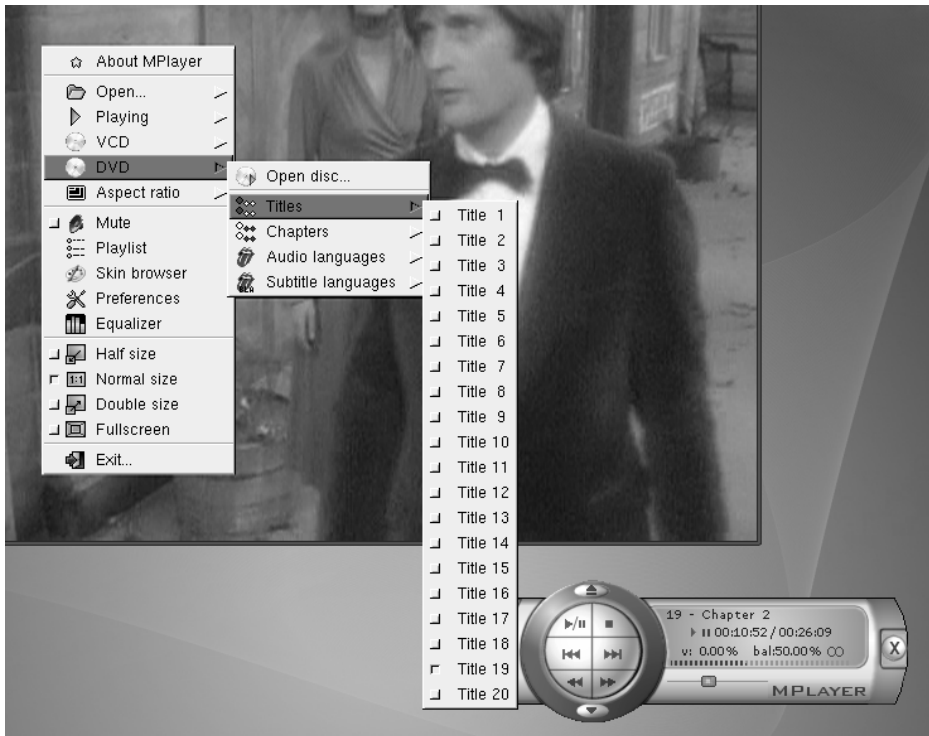 About MPlayer
Open...
Playing
VCD
DVD
Aspect ratio
Mute
Playlist
Skin browser
Preferences
Equalizer
Half size
1:1 Normal size
Double size
Fullscreen
Exit...
Open disc...
Titles
Chapters
Audio languages
Subtitle languages
Title 1
Title 2
Title 3
Title 4
Title 5
Title 6
Title 7
Title 8
Title 9
Title 10
Title 11
Title 12
Title 13
Title 14
Title 15
Title 16
Title 17
Title 18
Title 19
Title 20
19 - Chapter 2
00:10:52 / 00:26:09
v: 0.00% bal:50.00%
X
MPLAYER